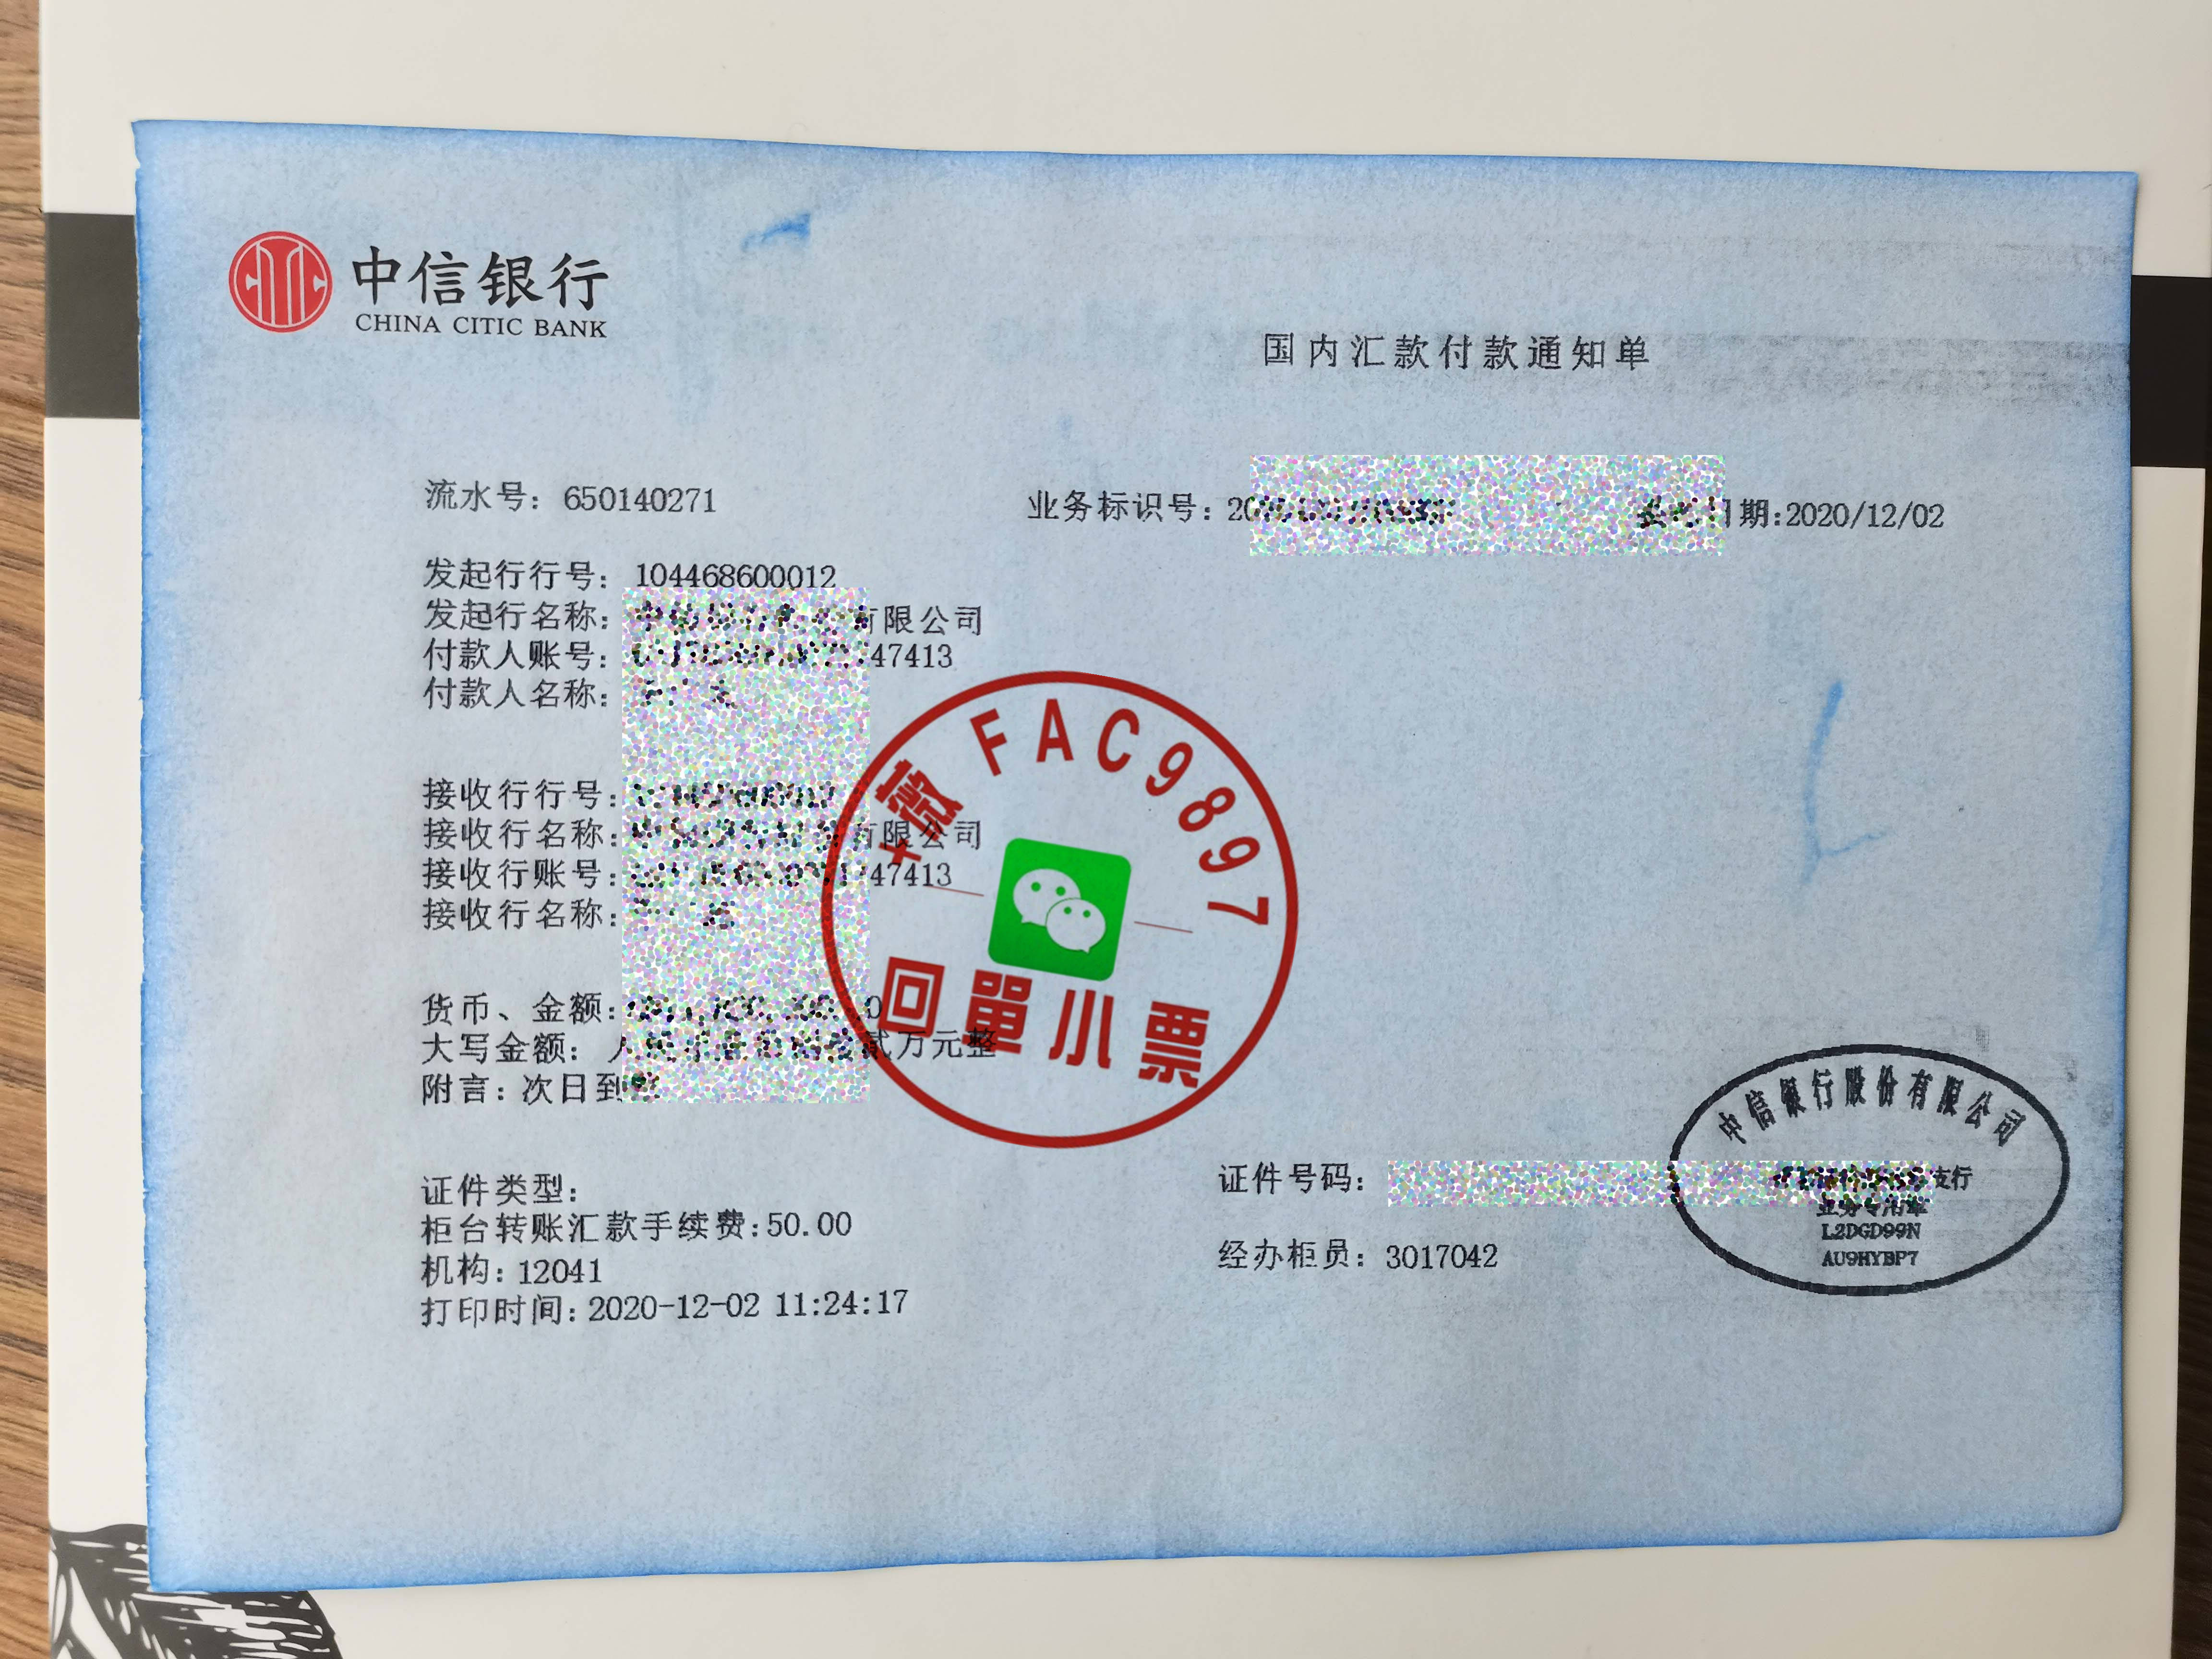 中信银行
CHINA CITIC BANK
国内汇款付款通知单
流水号：650140271
业务标识号：20 日期:2020/12/02
发起行行号：104468600012
发起行名称： 有限公司
付款人账号： 47413
付款人名称：
接收行行号：
接收行名称： 有限公司
接收行账号： 47413
接收行名称：
货币、金额： 0
大写金额： 贰万元整
附言：次日到
+微 FAC9897
回單小票
证件类型：
证件号码：
柜台转账汇款手续费:50.00
机构：12041
经办柜员：3017042
打印时间：2020-12-02 11:24:17
中信银行股份有限公司
支行
业务专用章
L2DGD99N
AU9HYBP7